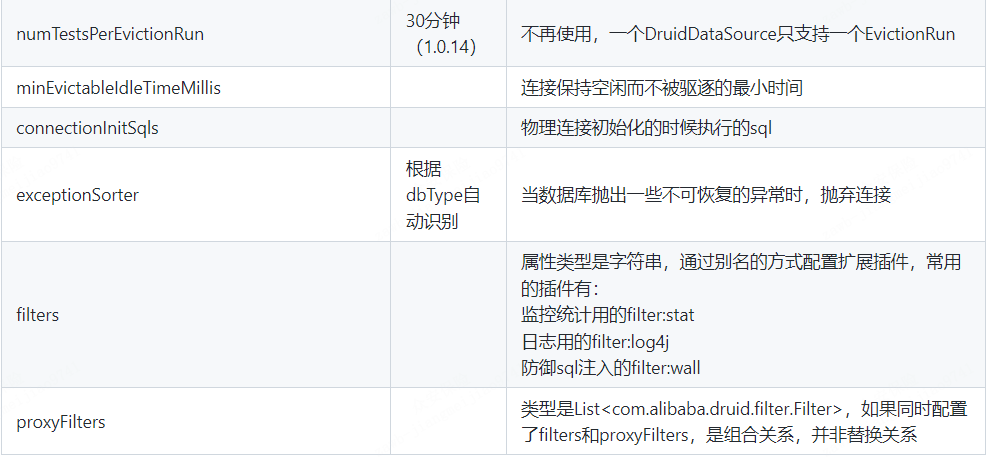 numTestsPerEvictionRun
30分钟
（1.0.14）
不再使用，一个DruidDataSource只支持一个EvictionRun
minEvictableIdleTimeMillis
连接保持空闲而不被驱逐的最小时间
connectionInitSqls
物理连接初始化的时候执行的sql
exceptionSorter
根据
dbType自
动识别
当数据库抛出一些不可恢复的异常时，抛弃连接
filters
属性类型是字符串，通过别名的方式配置扩展插件，常用
的插件有：
监控统计用的filter:stat
日志用的filter:log4j
防御sql注入的filter:wall
proxyFilters
类型是List<com.alibaba.druid.filter.Filter>，如果同时配置
了filters和proxyFilters，是组合关系，并非替换关系